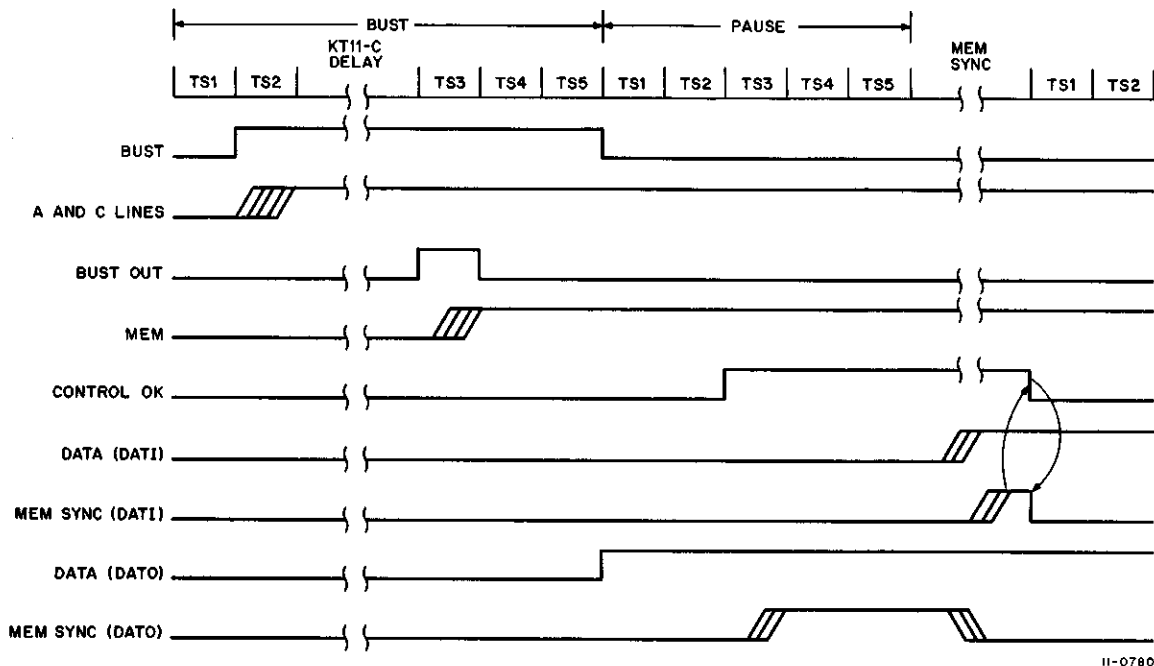 BUST PAUSE
KT11-C
DELAY
MEM
SYNC
TS1 TS2 TS3 TS4 TS5 TS1 TS2 TS3 TS4 TS5 TS1 TS2
BUST
A AND C LINES
BUST OUT
MEM
CONTROL OK
DATA (DATI)
MEM SYNC (DATI)
DATA (DATO)
MEM SYNC (DATO)
11-0780